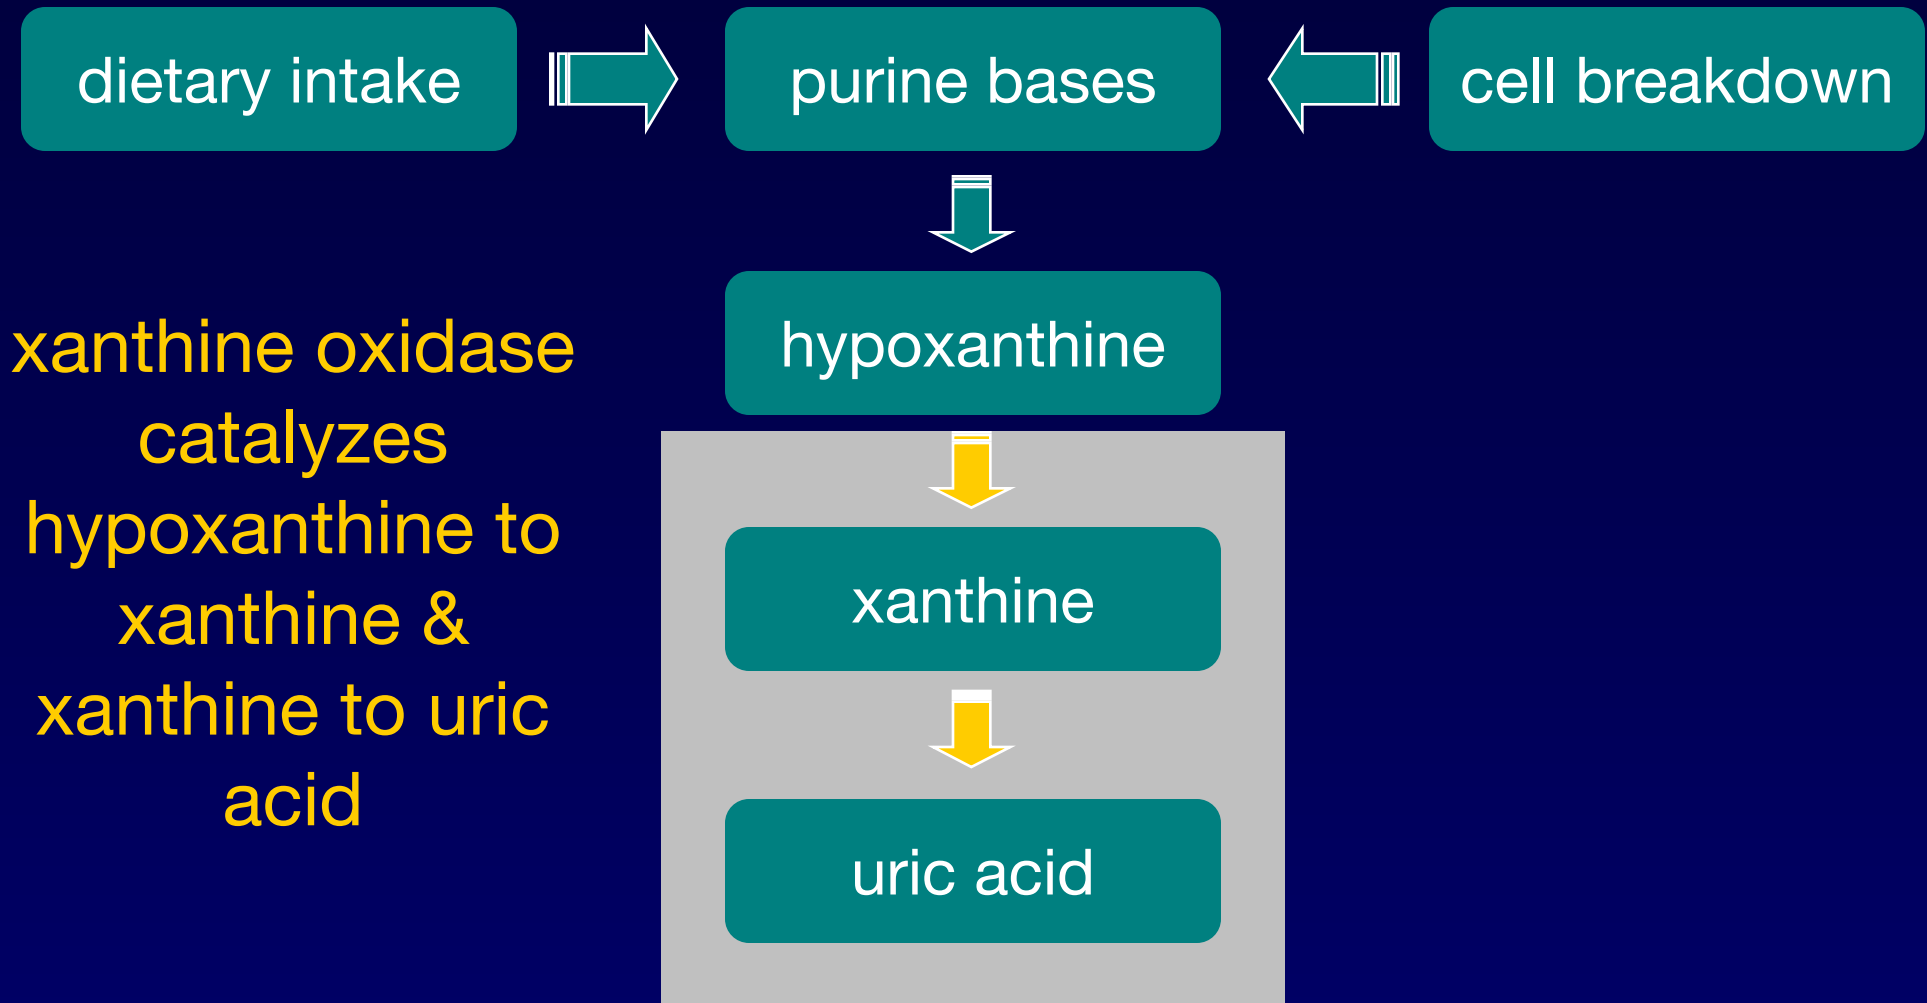 dietary intake
purine bases
cell breakdown
hypoxanthine
xanthine oxidase
catalyzes
hypoxanthine to
xanthine &
xanthine to uric
acid
xanthine
uric acid